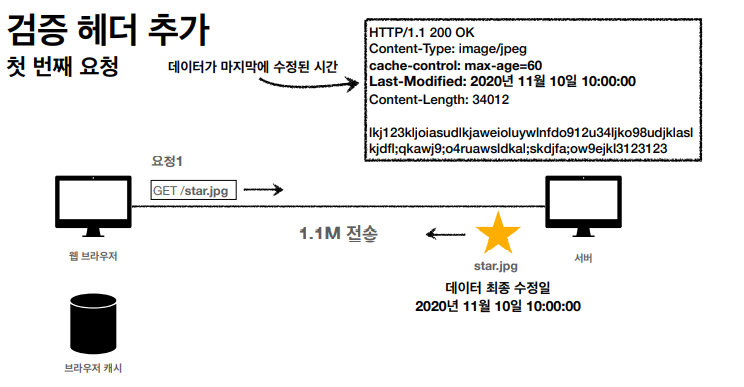 검증 헤더 추가
첫 번째 요청
데이터가 마지막에 수정된 시간
HTTP/1.1 200 OK
Content-Type: image/jpeg
cache-control: max-age=60
Last-Modified: 2020년 11월 10일 10:00:00
Content-Length: 34012
lkj123kljoiasudlkjaweioluywlnfdo912u34ljko98udjklasl
kjdfl;qkawj9;o4ruawsldkal;skdjfa;ow9ejkl3123123
요청1
GET /star.jpg
1.1M 전송
웹 브라우저
서버
star.jpg
데이터 최종 수정일
2020년 11월 10일 10:00:00
브라우저 캐시